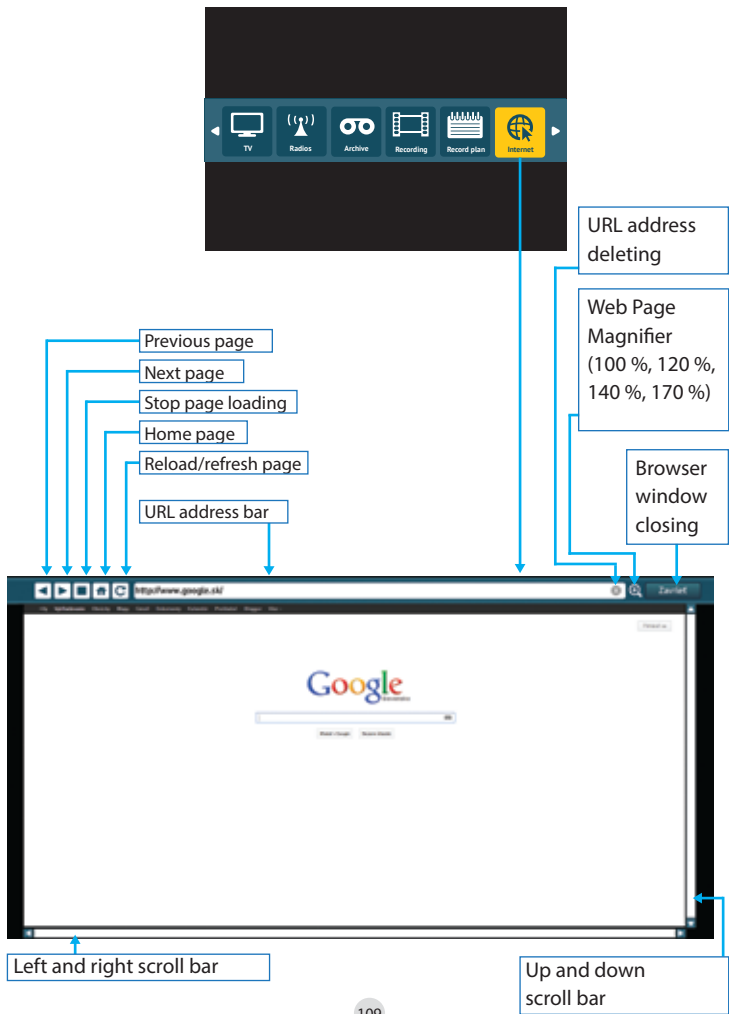 TV
Radios
Archive
Recording
Record plan
Internet
URL address
deleting
Web Page
Magnifier
(100 %, 120 %,
140 %, 170 %)
Previous page
Next page
Stop page loading
Home page
Reload/refresh page
URL address bar
Browser
window
closing
http://www.google.sk/
Zavrieť
Google
Left and right scroll bar
Up and down
scroll bar
109